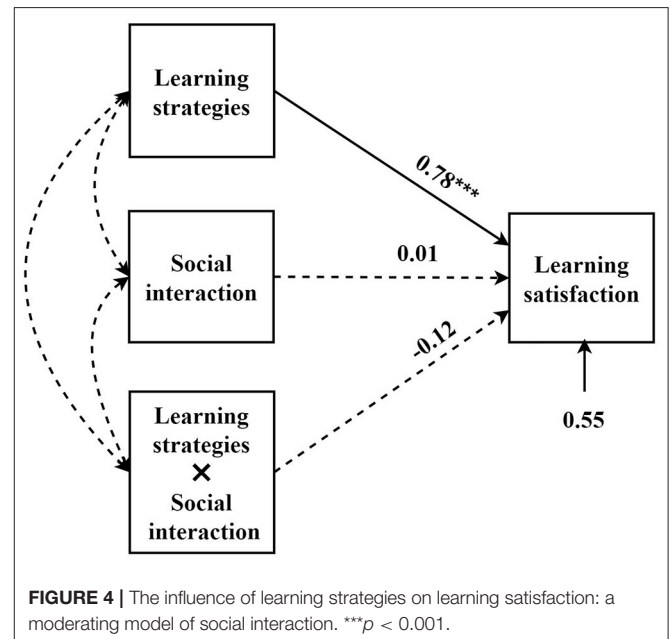 Learning
strategies
0.78***
Social
interaction
0.01
Learning
satisfaction
-0.12
Learning
strategies
×
Social
interaction
0.55
FIGURE 4 | The influence of learning strategies on learning satisfaction: a
moderating model of social interaction. ***p < 0.001.